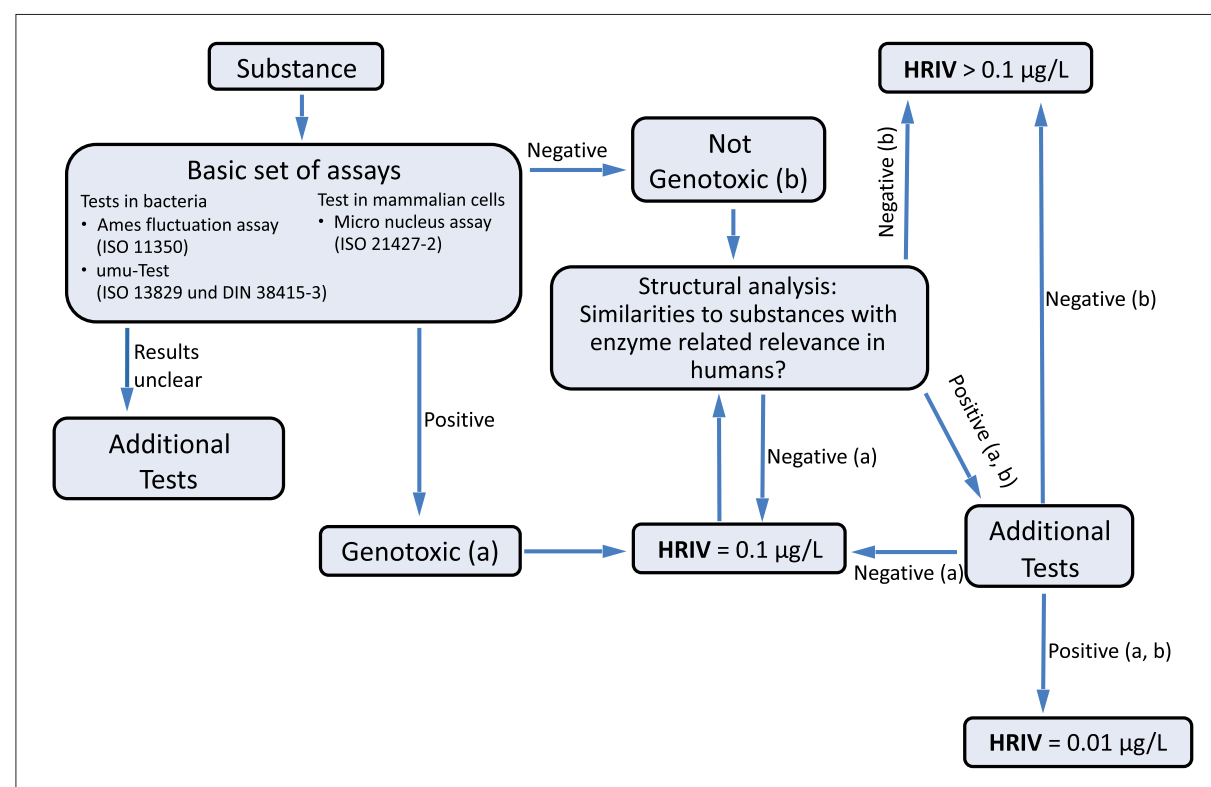 Substance
HRIV > 0.1 µg/L
Basic set of assays
Tests in bacteria
• Ames fluctuation assay
(ISO 11350)
• umu-Test
(ISO 13829 und DIN 38415-3)
Test in mammalian cells
• Micro nucleus assay
(ISO 21427-2)
Negative
Not
Genotoxic (b)
Negative (b)
Structural analysis:
Similarities to substances with
enzyme related relevance in
humans?
Negative (b)
Results
unclear
Positive
Additional
Tests
Negative (a)
Positive (a, b)
Genotoxic (a)
HRIV = 0.1 µg/L
Negative (a)
Additional
Tests
Positive (a, b)
HRIV = 0.01 µg/L